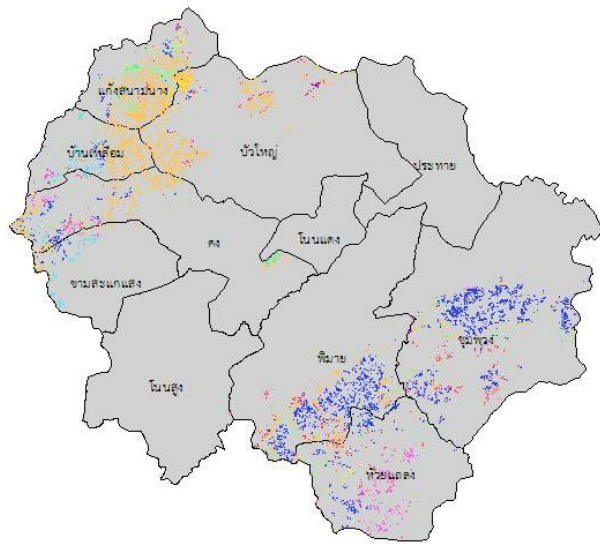 แก้งสนามนาง
บ้านเหลื่อม
บัวใหญ่
ประทาย
คง
โนนแดง
ขามสะแกแสง
ชุมพวง
พิมาย
โนนสูง
ห้วยแถลง